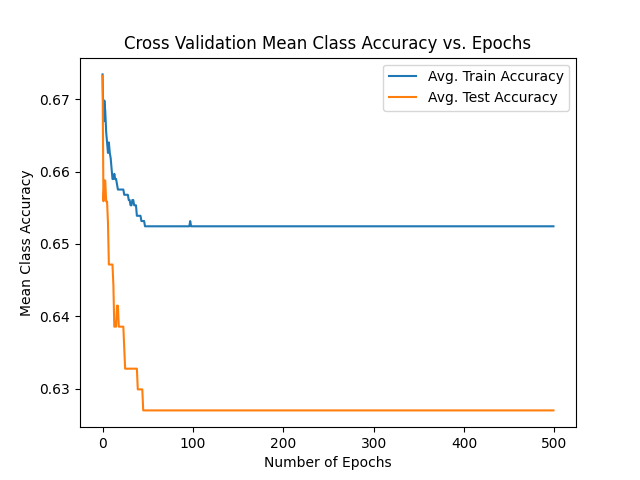 Cross Validation Mean Class Accuracy vs. Epochs
Avg. Train Accuracy
Avg. Test Accuracy
Mean Class Accuracy
0.67
0.66
0.65
0.64
0.63
0 100 200 300 400 500
Number of Epochs